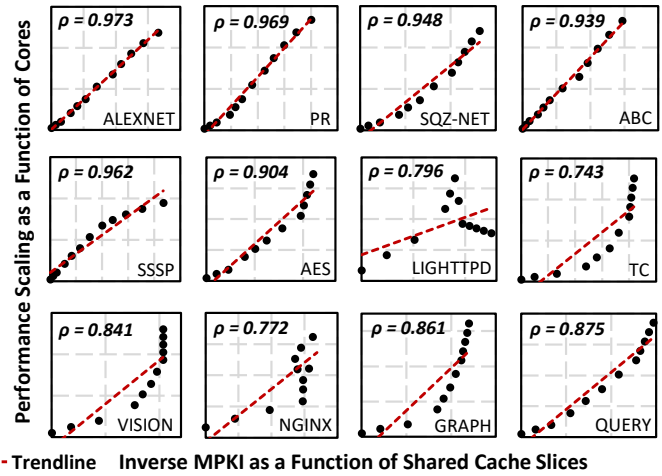 Performance Scaling as a Function of Cores
ρ = 0.973
ALEXNET
ρ = 0.969
PR
ρ = 0.948
SQZ-NET
ρ = 0.939
ABC
ρ = 0.962
SSSP
ρ = 0.904
AES
ρ = 0.796
LIGHTTPD
ρ = 0.743
TC
ρ = 0.841
VISION
ρ = 0.772
NGINX
ρ = 0.861
GRAPH
ρ = 0.875
QUERY
- Trendline
Inverse MPKI as a Function of Shared Cache Slices